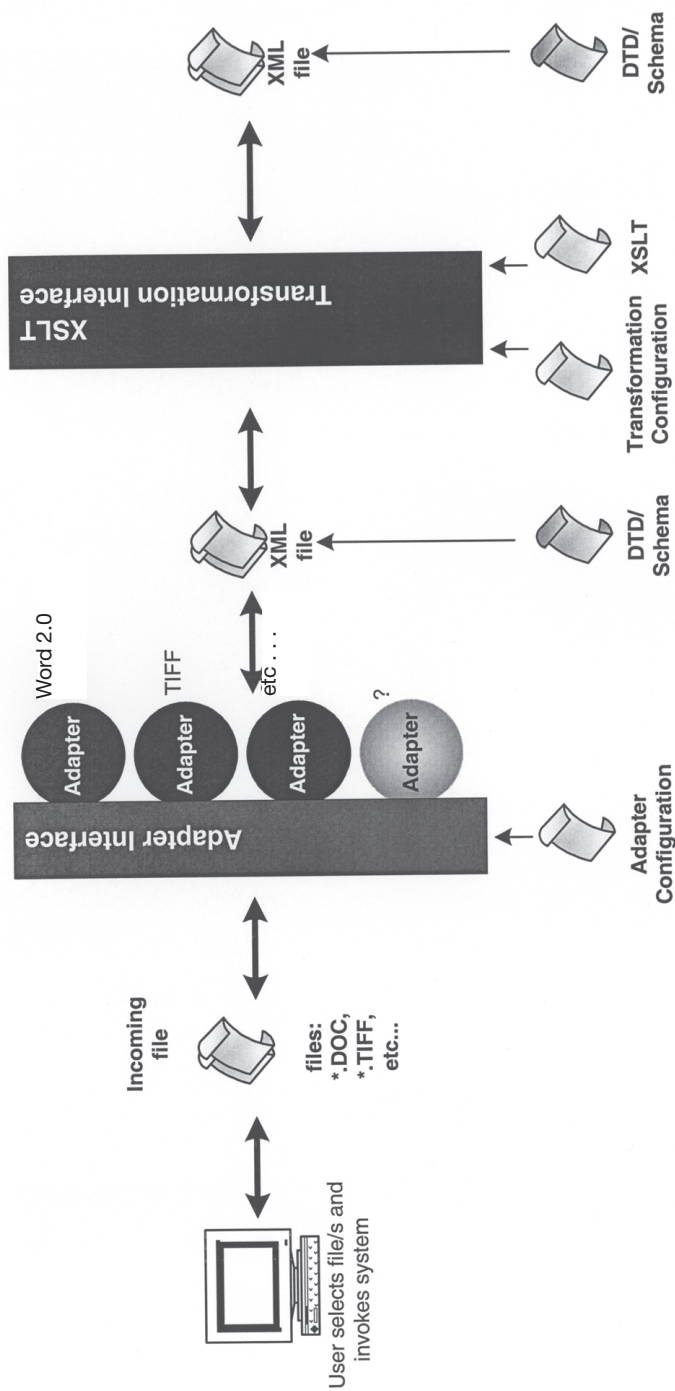 User selects file/s and
invokes system
Incoming
file
files:
*.DOC,
*.TIFF,
etc...
Adapter Interface
Adapter
Configuration
Adapter
Word 2.0
Adapter
TIFF
Adapter
etc . . .
Adapter
?
XML
file
DTD/
Schema
XSLT
Transformation Interface
Transformation
Configuration
XSLT
XML
file
DTD/
Schema